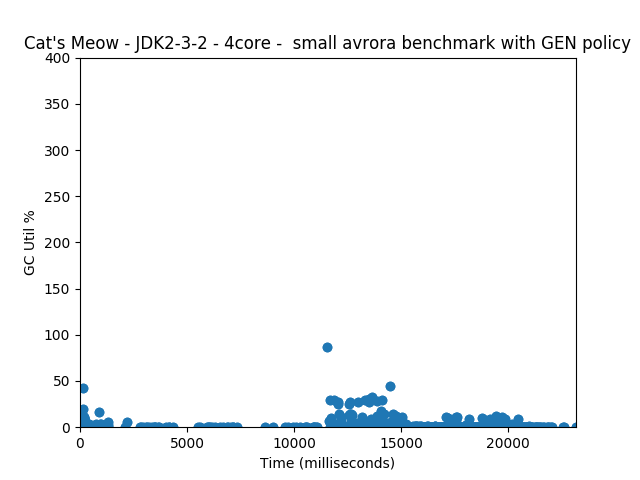 Cat's Meow - JDK2-3-2 - 4core -  small avrora benchmark with GEN policy
400
350
300
250
200
150
100
50
0
GC Util %
0 5000 10000 15000 20000
Time (milliseconds)